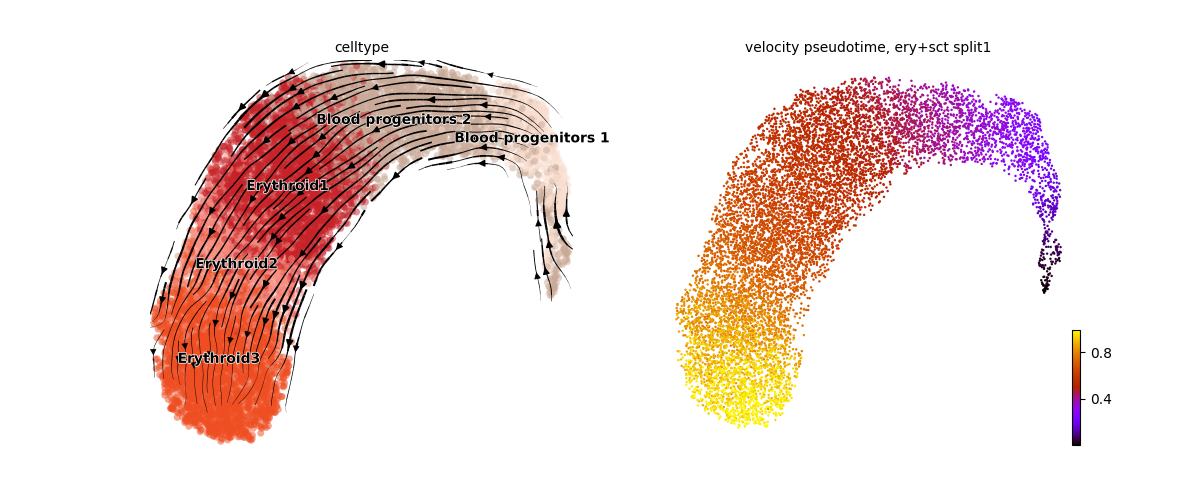 celltype
Blood progenitors 2
Blood progenitors 1
Erythroid1
Erythroid2
Erythroid3
velocity pseudotime, ery+sct split1
0.8
0.4